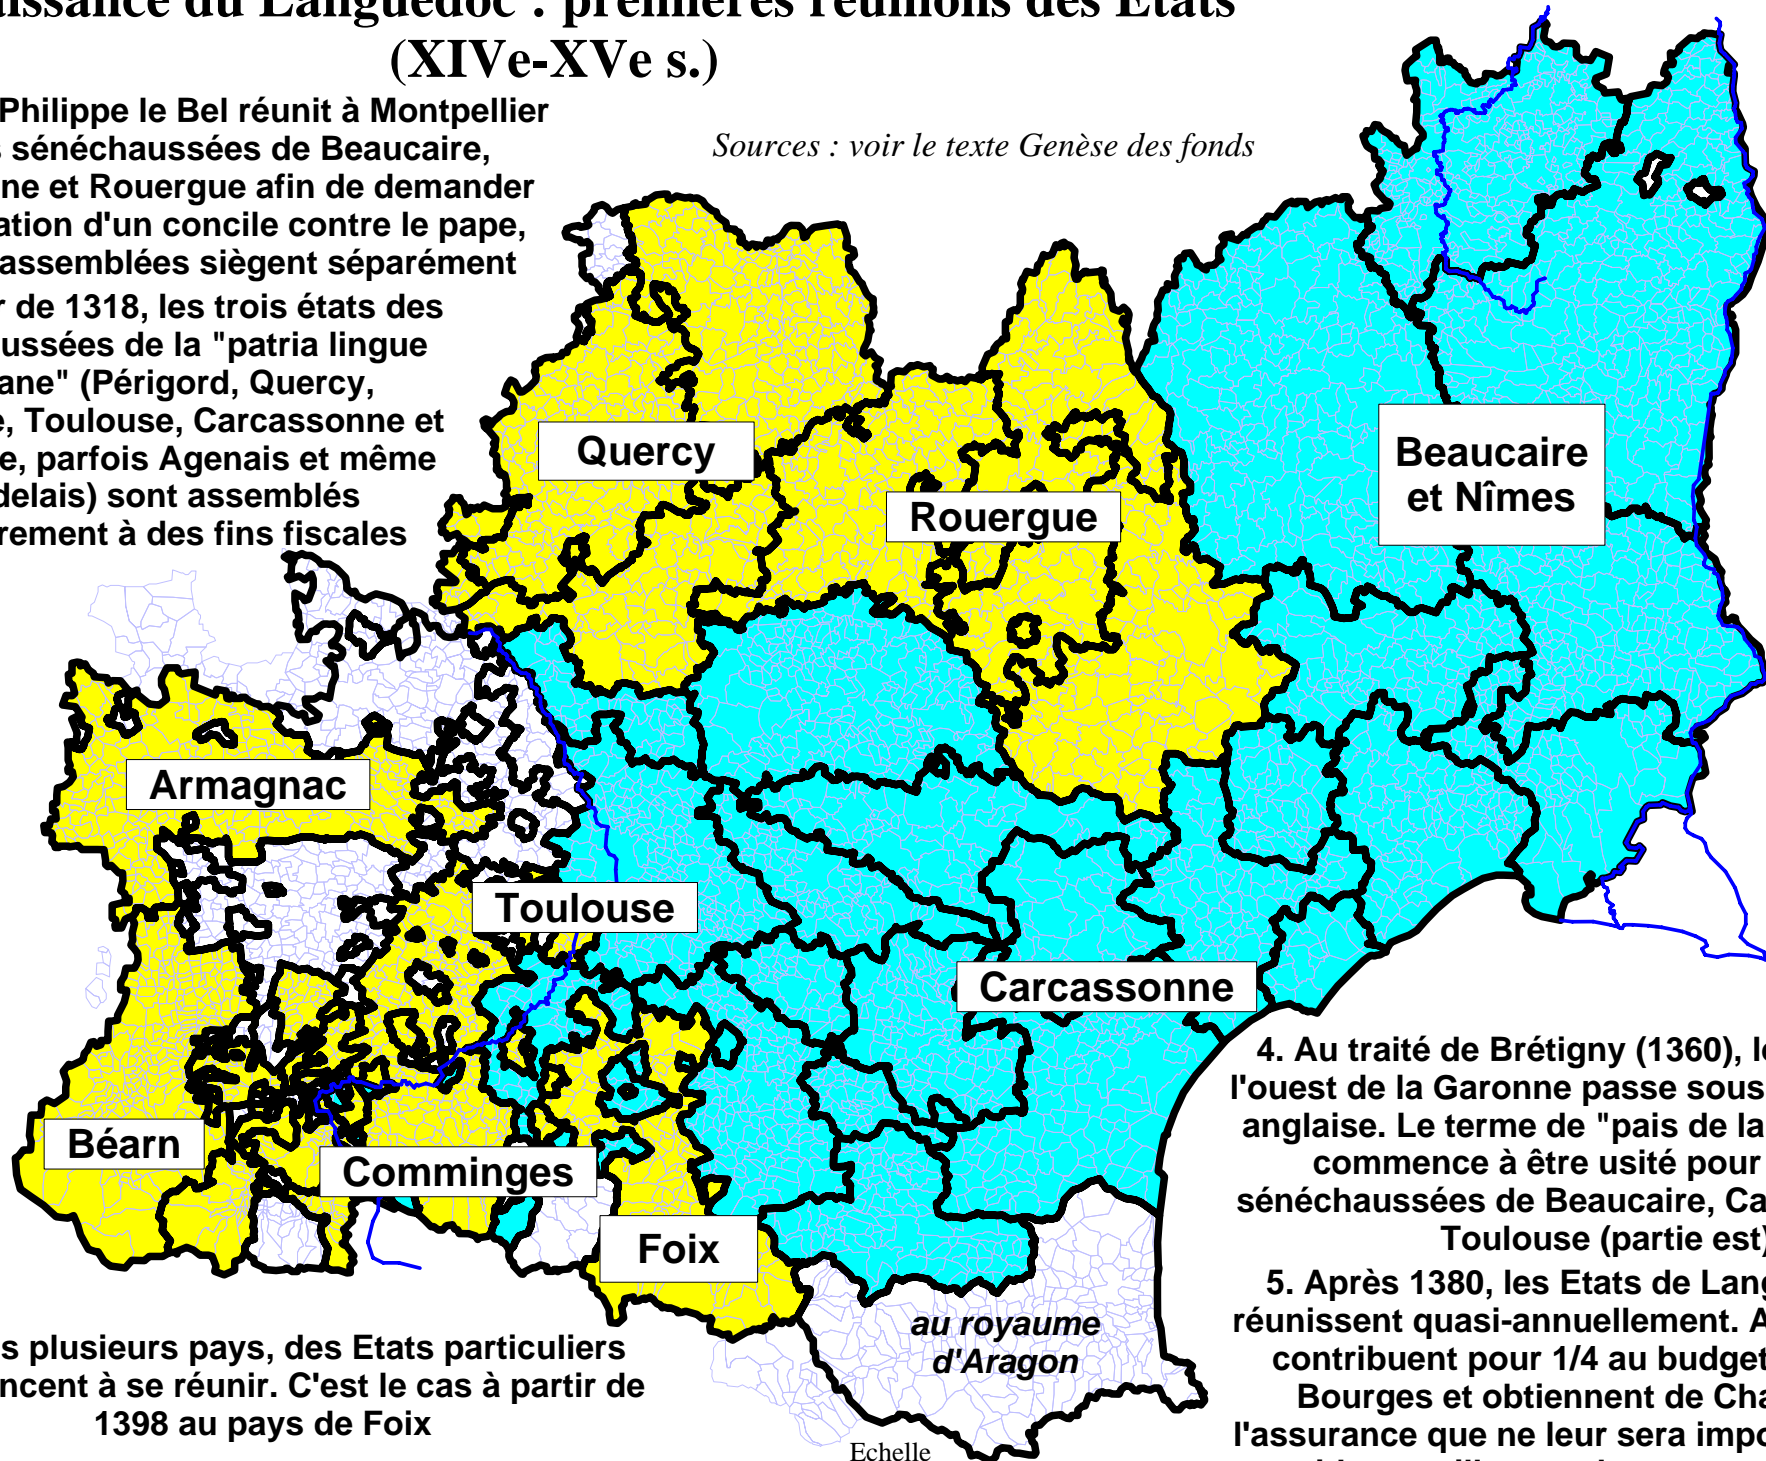 aissance du Languedoc : premières réunions des Etats
(XIVe-XVe s.)
Philippe le Bel réunit à Montpellier
s sénéchaussées de Beaucaire,
ne et Rouergue afin de demander
ation d'un concile contre le pape,
assemblées siègent séparément
r de 1318, les trois états des
ussées de la "patria lingue
ane" (Périgord, Quercy,
e, Toulouse, Carcassonne et
e, parfois Agenais et même
delais) sont assemblés
rement à des fins fiscales
Sources : voir le texte Genèse des fonds
Quercy
Rouergue
Beaucaire
et Nîmes
Armagnac
Toulouse
Carcassonne
Béarn
Comminges
Foix
au royaume
d'Aragon
s plusieurs pays, des Etats particuliers
ncent à se réunir. C'est le cas à partir de
1398 au pays de Foix
Echelle
4. Au traité de Brétigny (1360), l
l'ouest de la Garonne passe sous
anglaise. Le terme de "pais de la
commence à être usité pour
sénéchaussées de Beaucaire, Ca
Toulouse (partie est)
5. Après 1380, les Etats de Lang
réunissent quasi-annuellement. A
contribuent pour 1/4 au budget
Bourges et obtiennent de Cha
l'assurance que ne leur sera impo